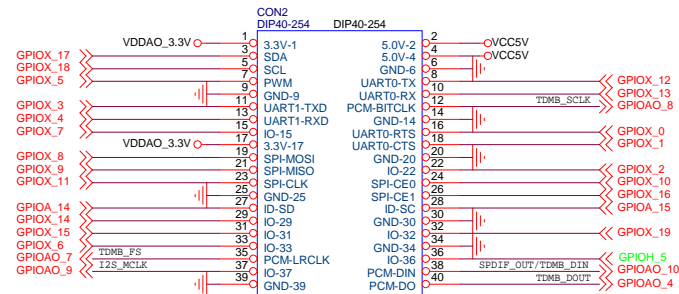 CON2
DIP40-254 DIP40-254
VDDAO_3.3V 1 3.3V-1 5.0V-2 2 VCC5V
GPIOX_17 3 SDA 5.0V-4 4 VCC5V
GPIOX_18 5 SCL GND-6 6
GPIOX_5 7 PWM UART0-TX 8 GPIOX_12
9 GND-9 UART0-RX 10 GPIOX_13
GPIOX_3 11 UART1-TXD PCM-BITCLK 12 TDMB_SCLK GPIOAO_8
GPIOX_4 13 UART1-RXD GND-14 14
GPIOX_7 15 IO-15 UART0-RTS 16 GPIOX_0
VDDAO_3.3V 17 3.3V-17 UART0-CTS 18 GPIOX_1
GPIOX_8 19 SPI-MOSI GND-20 20
GPIOX_9 21 SPI-MISO IO-22 22 GPIOX_2
GPIOX_11 23 SPI-CLK SPI-CE0 24 GPIOX_10
25 GND-25 SPI-CE1 26 GPIOX_16
GPIOA_14 27 ID-SD ID-SC 28 GPIOA_15
GPIOX_14 29 IO-29 GND-30 30
GPIOX_15 31 IO-31 IO-32 32 GPIOX_19
GPIOX_6 33 IO-33 GND-34 34
GPIOAO_7 TDMB_FS 35 PCM-LRCLK IO-36 36 GPIOH_5
GPIOAO_9 I2S_MCLK 37 IO-37 PCM-DIN 38 SPDIF_OUT/TDMB_DIN GPIOAO_10
39 GND-39 PCM-DO 40 TDMB_DOUT GPIOAO_4